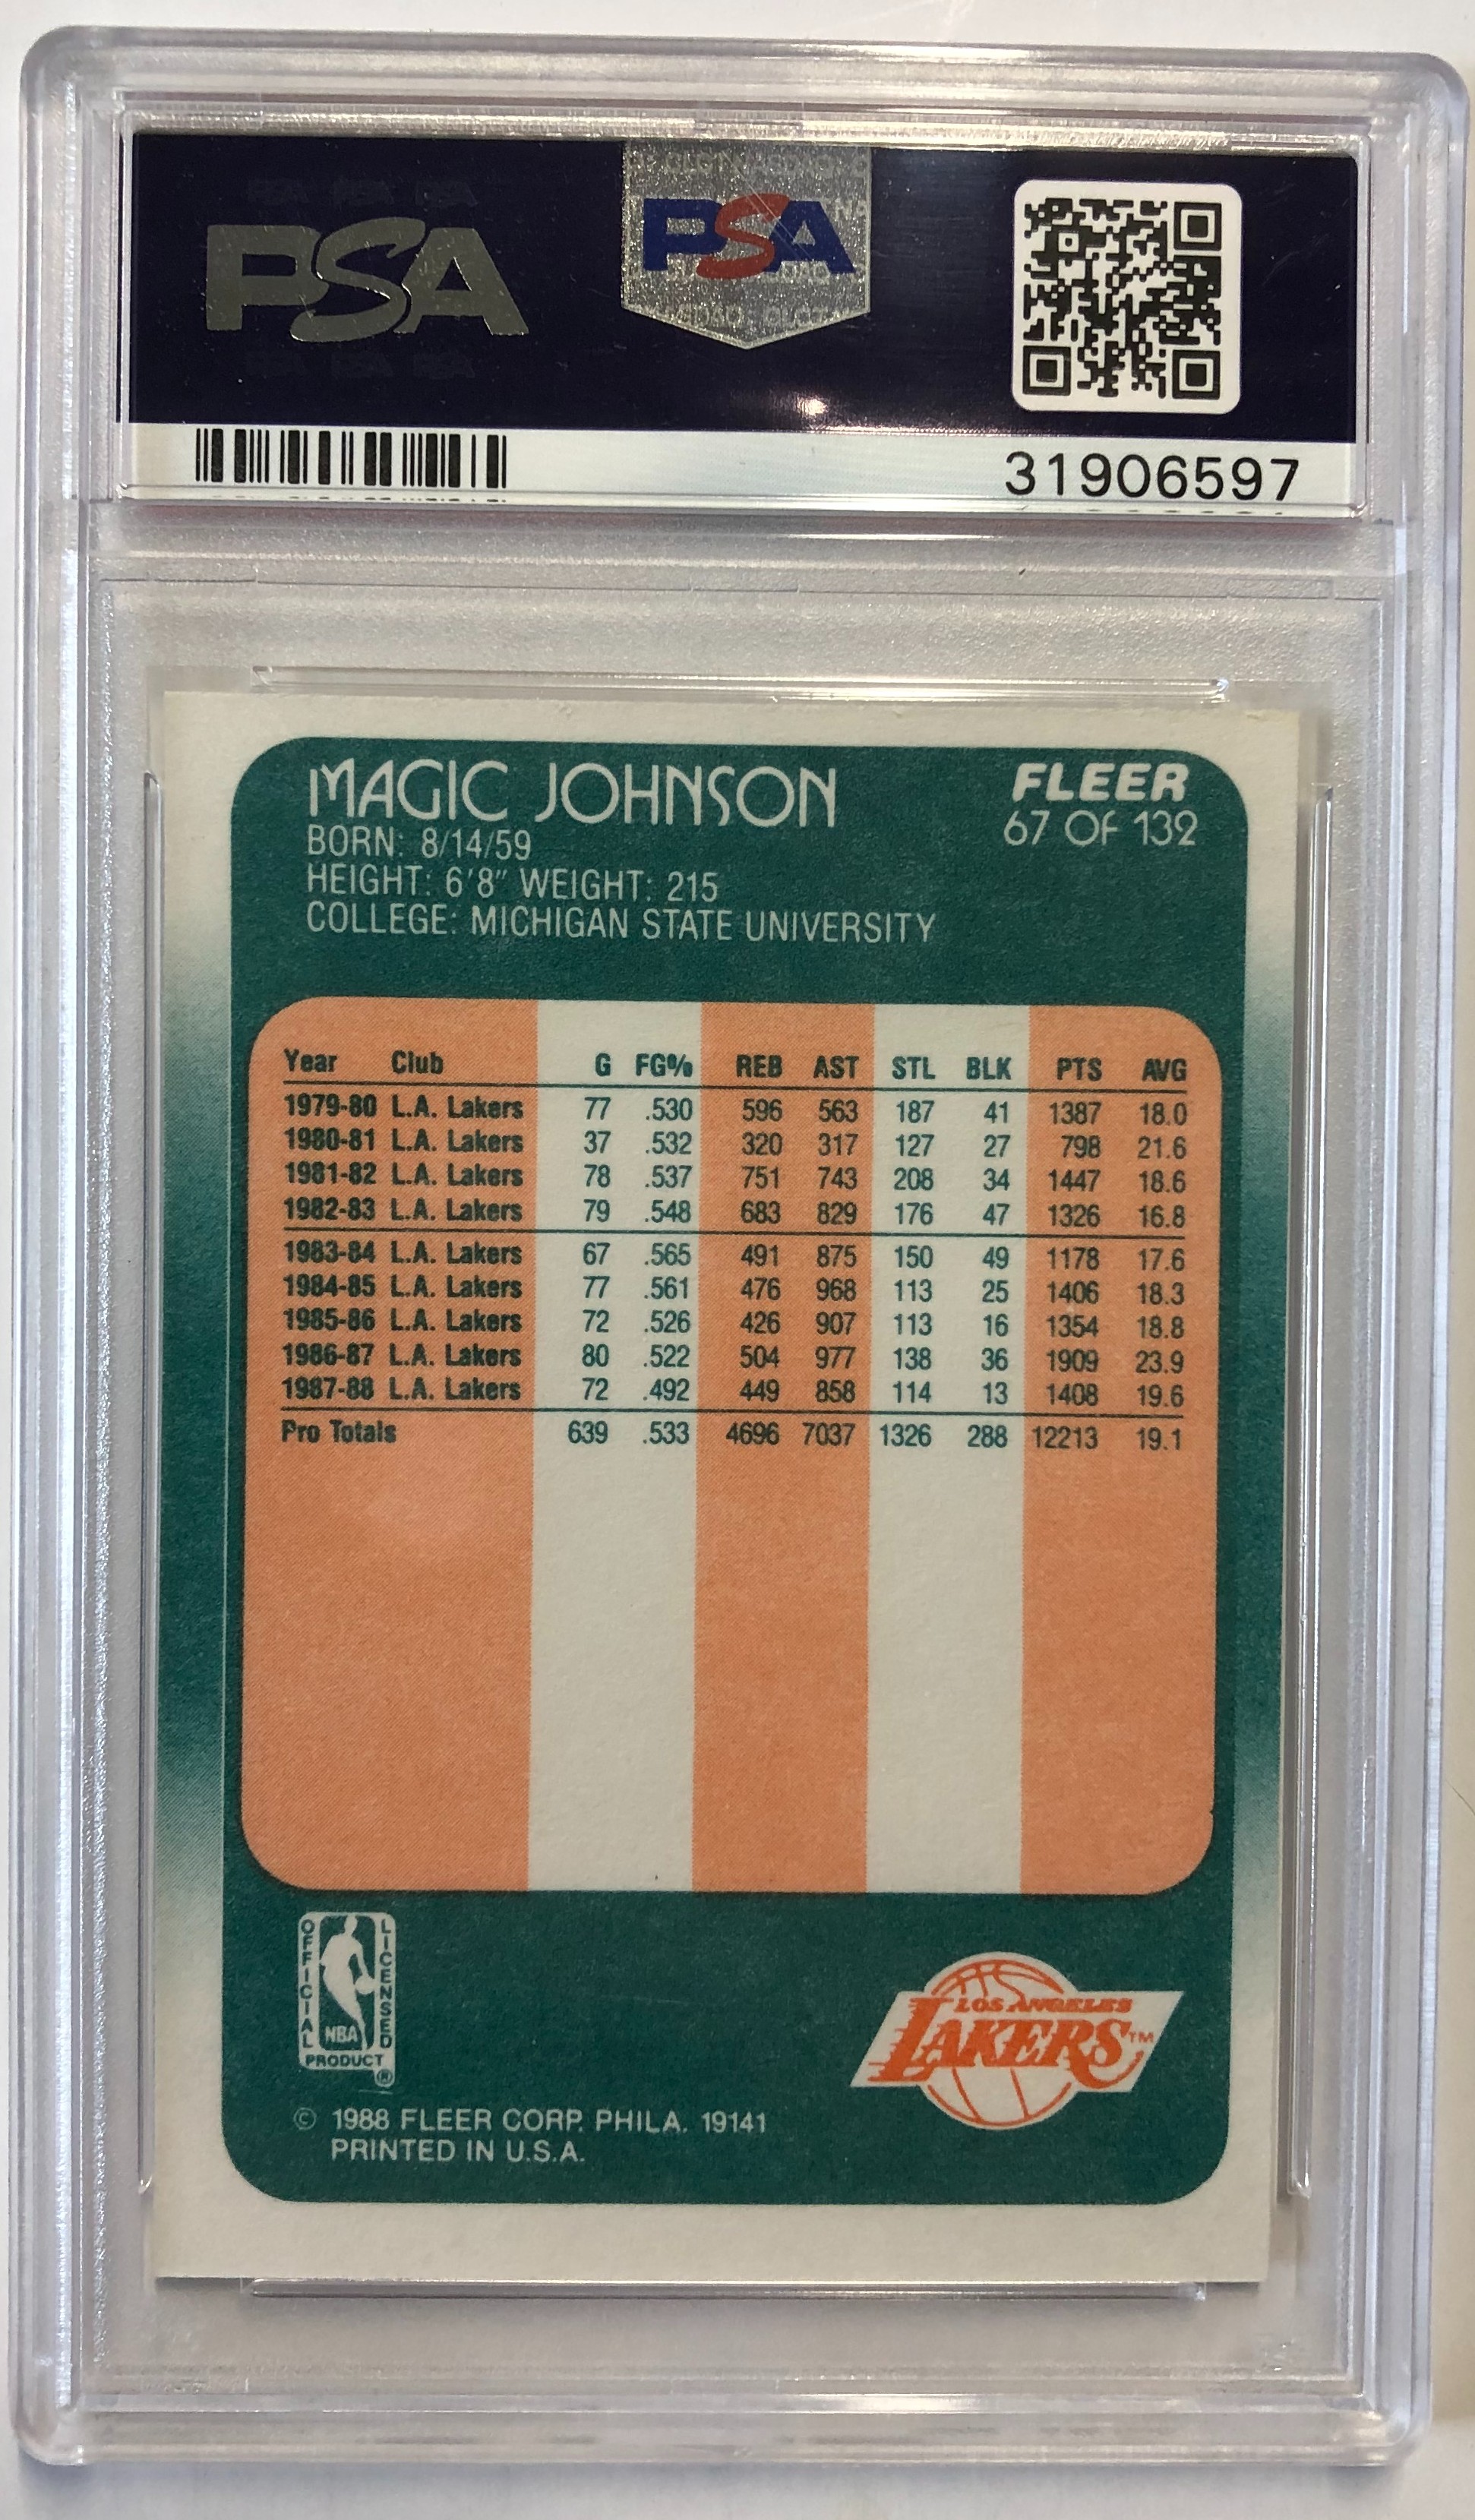 PSA
PSA
31906597
MAGIC JOHNSON
FLEER
67 OF 132
BORN: 8/14/59
HEIGHT: 6'8" WEIGHT: 215
COLLEGE: MICHIGAN STATE UNIVERSITY
Year Club G FG% REB AST STL BLK PTS AVG
1979-80 L.A. Lakers 77 .530 596 563 187 41 1387 18.0
1980-81 L.A. Lakers 37 .532 320 317 127 27 798 21.6
1981-82 L.A. Lakers 78 .537 751 743 208 34 1447 18.6
1982-83 L.A. Lakers 79 .548 683 829 176 47 1326 16.8
1983-84 L.A. Lakers 67 .565 491 875 150 49 1178 17.6
1984-85 L.A. Lakers 77 .561 476 968 113 25 1406 18.3
1985-86 L.A. Lakers 72 .526 426 907 113 16 1354 18.8
1986-87 L.A. Lakers 80 .522 504 977 138 36 1909 23.9
1987-88 L.A. Lakers 72 .492 449 858 114 13 1408 19.6
Pro Totals 639 .533 4696 7037 1326 288 12213 19.1
OFFICIAL LICENSED
NBA
PRODUCT ®
LOS ANGELES
LAKERS™
© 1988 FLEER CORP. PHILA. 19141
PRINTED IN U.S.A.